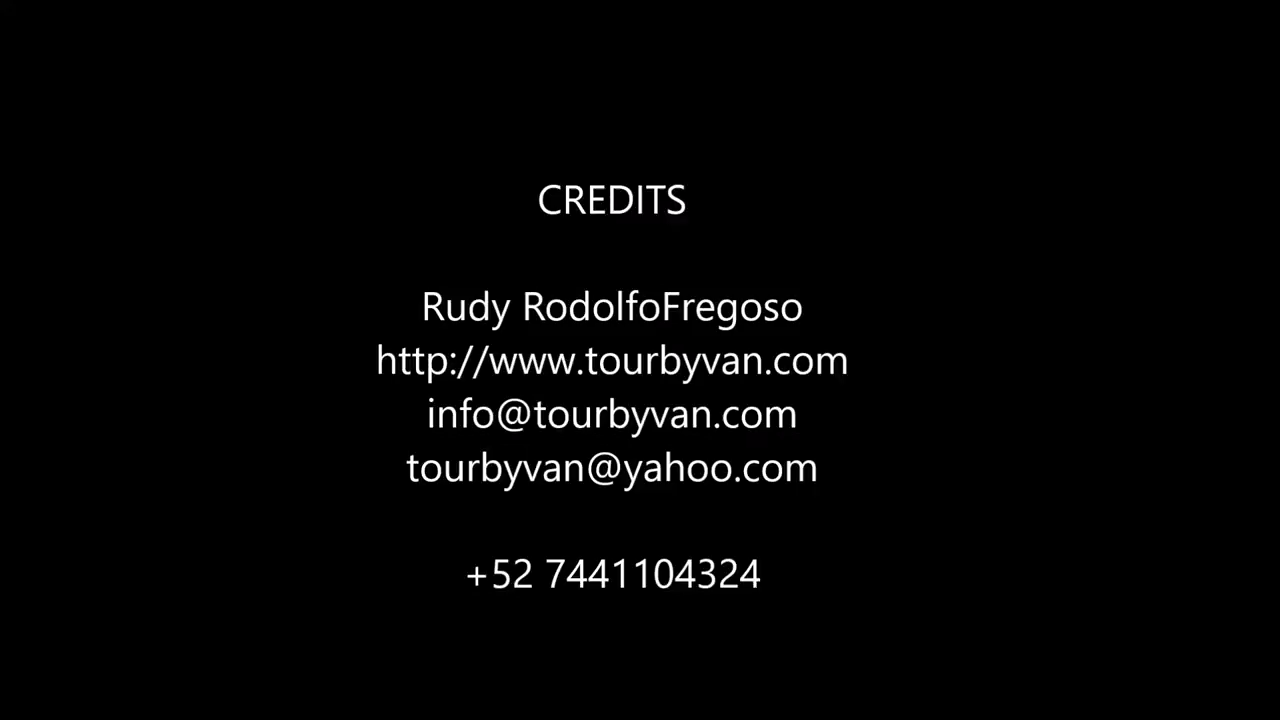 CREDITS
Rudy RodolfoFregoso
http://www.tourbyvan.com
info@tourbyvan.com
tourbyvan@yahoo.com
+52 7441104324